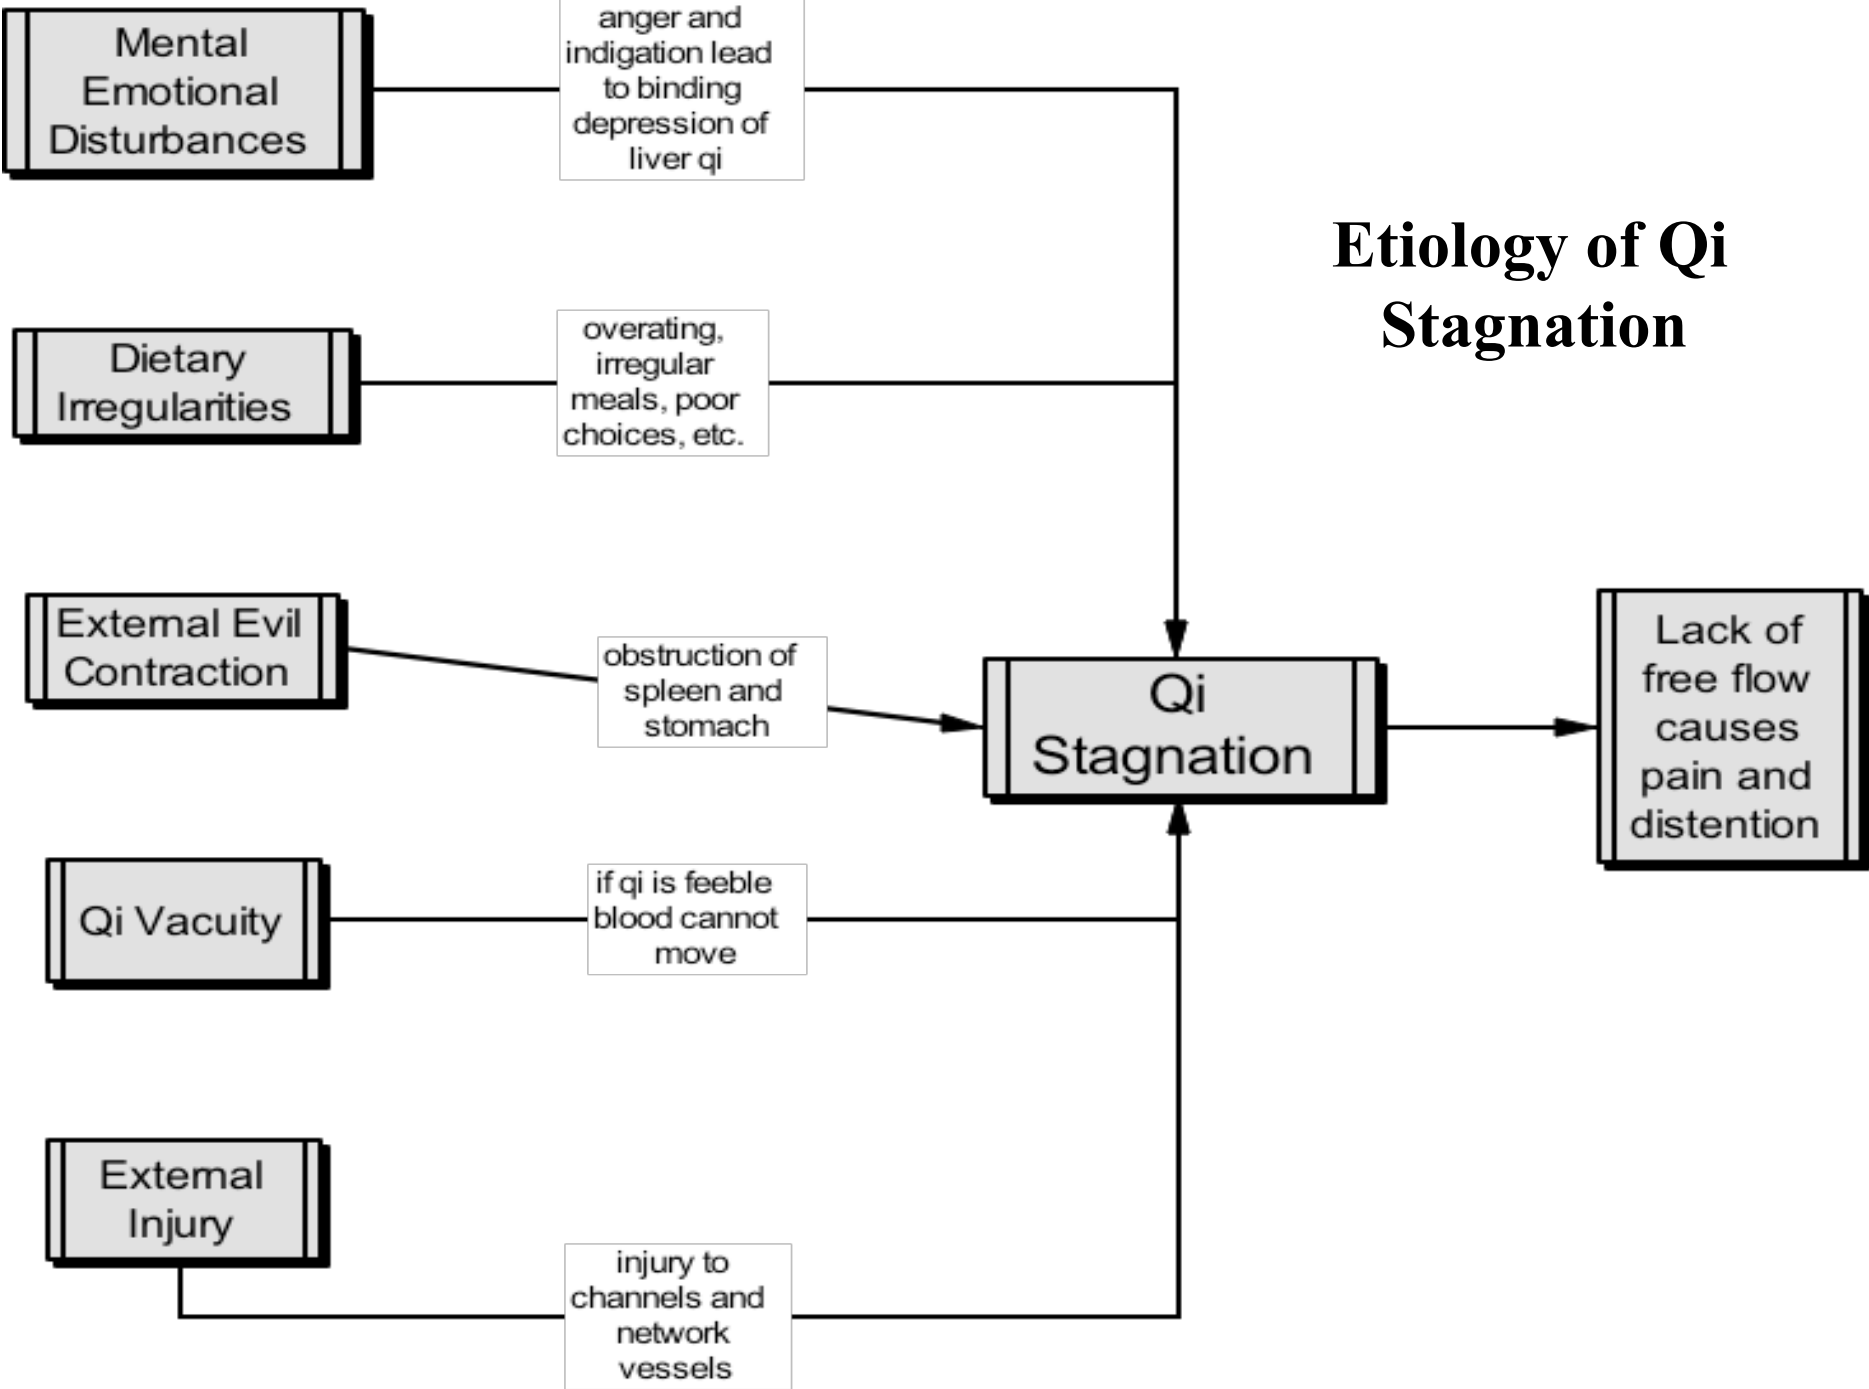 Mental
Emotional
Disturbances
anger and
indigation lead
to binding
depression of
liver qi
Etiology of Qi
Stagnation
Dietary
Irregularities
overating,
irregular
meals, poor
choices, etc.
External Evil
Contraction
obstruction of
spleen and
stomach
Qi
Stagnation
Lack of
free flow
causes
pain and
distention
Qi Vacuity
if qi is feeble
blood cannot
move
External
Injury
injury to
channels and
network
vessels